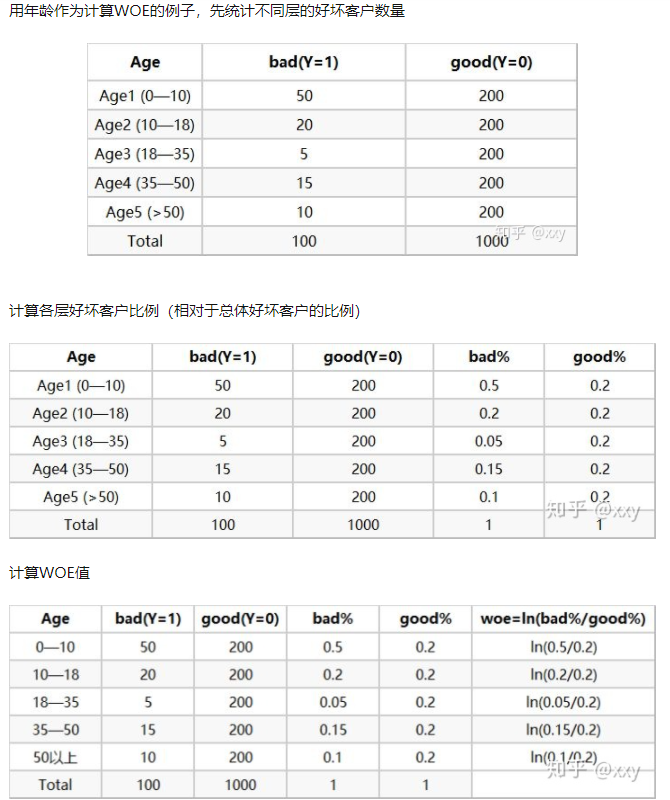 用年龄作为计算WOE的例子，先统计不同层的好坏客户数量
Age bad(Y=1) good(Y=0)
Age1 (0—10) 50 200
Age2 (10—18) 20 200
Age3 (18—35) 5 200
Age4 (35—50) 15 200
Age5 (>50) 10 200
Total 100 1000
知乎 @xxy
计算各层好坏客户比例（相对于总体好坏客户的比例）
Age bad(Y=1) good(Y=0) bad% good%
Age1 (0—10) 50 200 0.5 0.2
Age2 (10—18) 20 200 0.2 0.2
Age3 (18—35) 5 200 0.05 0.2
Age4 (35—50) 15 200 0.15 0.2
Age5 (>50) 10 200 0.1 0.2
Total 100 1000 1 1
知乎 @xxy
计算WOE值
Age bad(Y=1) good(Y=0) bad% good% woe=ln(bad%/good%)
0—10 50 200 0.5 0.2 ln(0.5/0.2)
10—18 20 200 0.2 0.2 ln(0.2/0.2)
18—35 5 200 0.05 0.2 ln(0.05/0.2)
35—50 15 200 0.15 0.2 ln(0.15/0.2)
50以上 10 200 0.1 0.2 ln(0.1/0.2)
Total 100 1000 1 1
知乎 @xxy